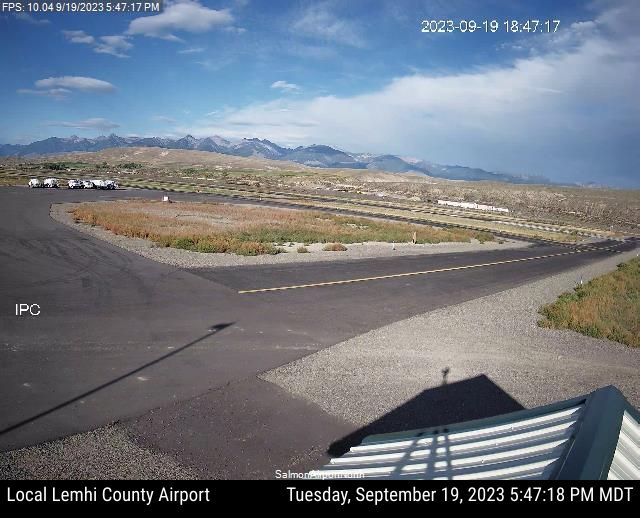 FPS: 10.04 9/19/2023 5:47:17 PM
2023-09-19 18:47:17
IPC
Local Lemhi County Airport
Tuesday, September 19, 2023 5:47:18 PM MDT